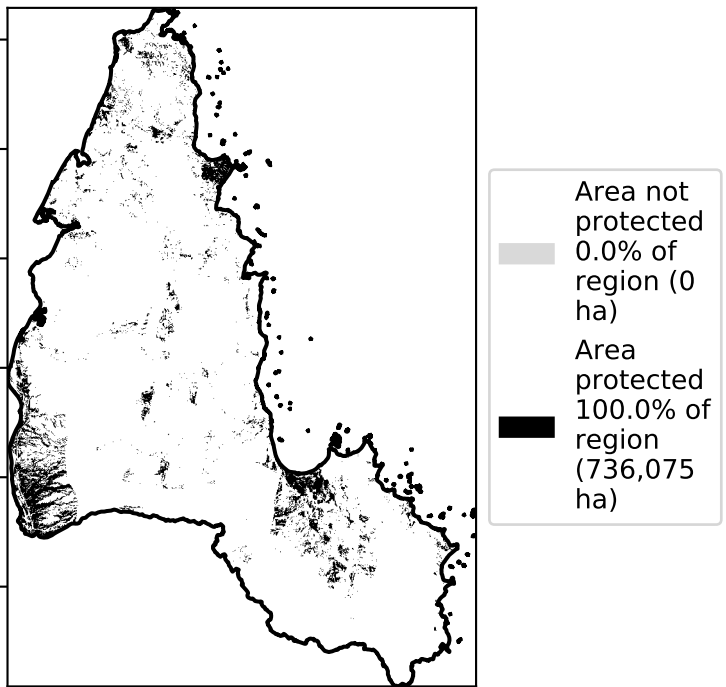 Area not
protected
0.0% of
region (0
ha)
Area
protected
100.0% of
region
(736,075
ha)